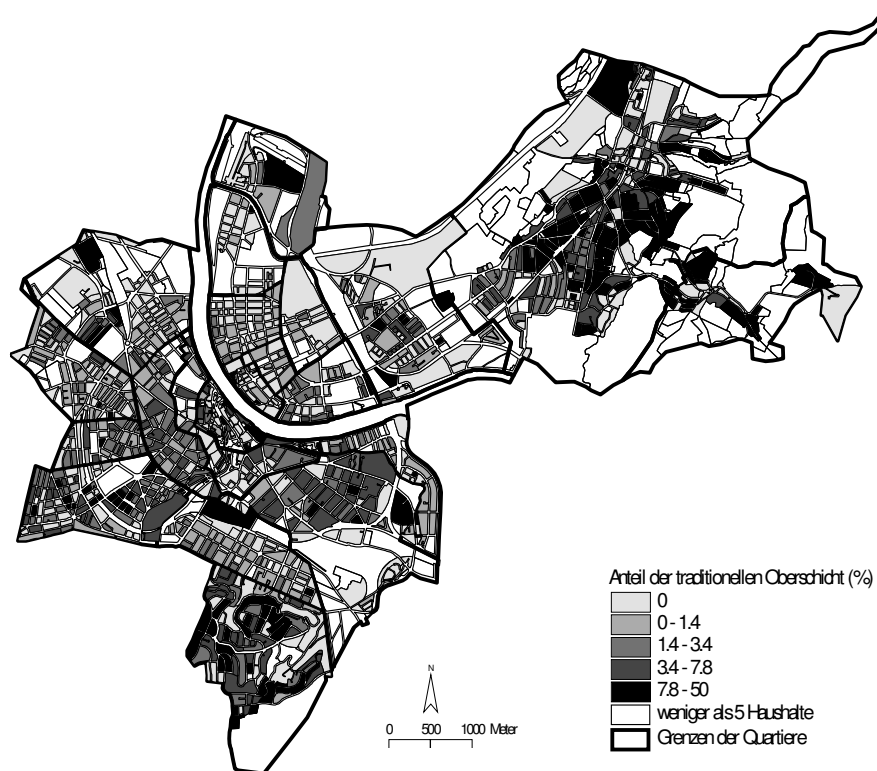 Anteil der traditionellen Oberschicht (%)
0
0 - 1.4
1.4 - 3.4
3.4 - 7.8
7.8 - 50
weniger als 5 Haushalte
Grenzen der Quartiere
N
0 500 1000 Meter